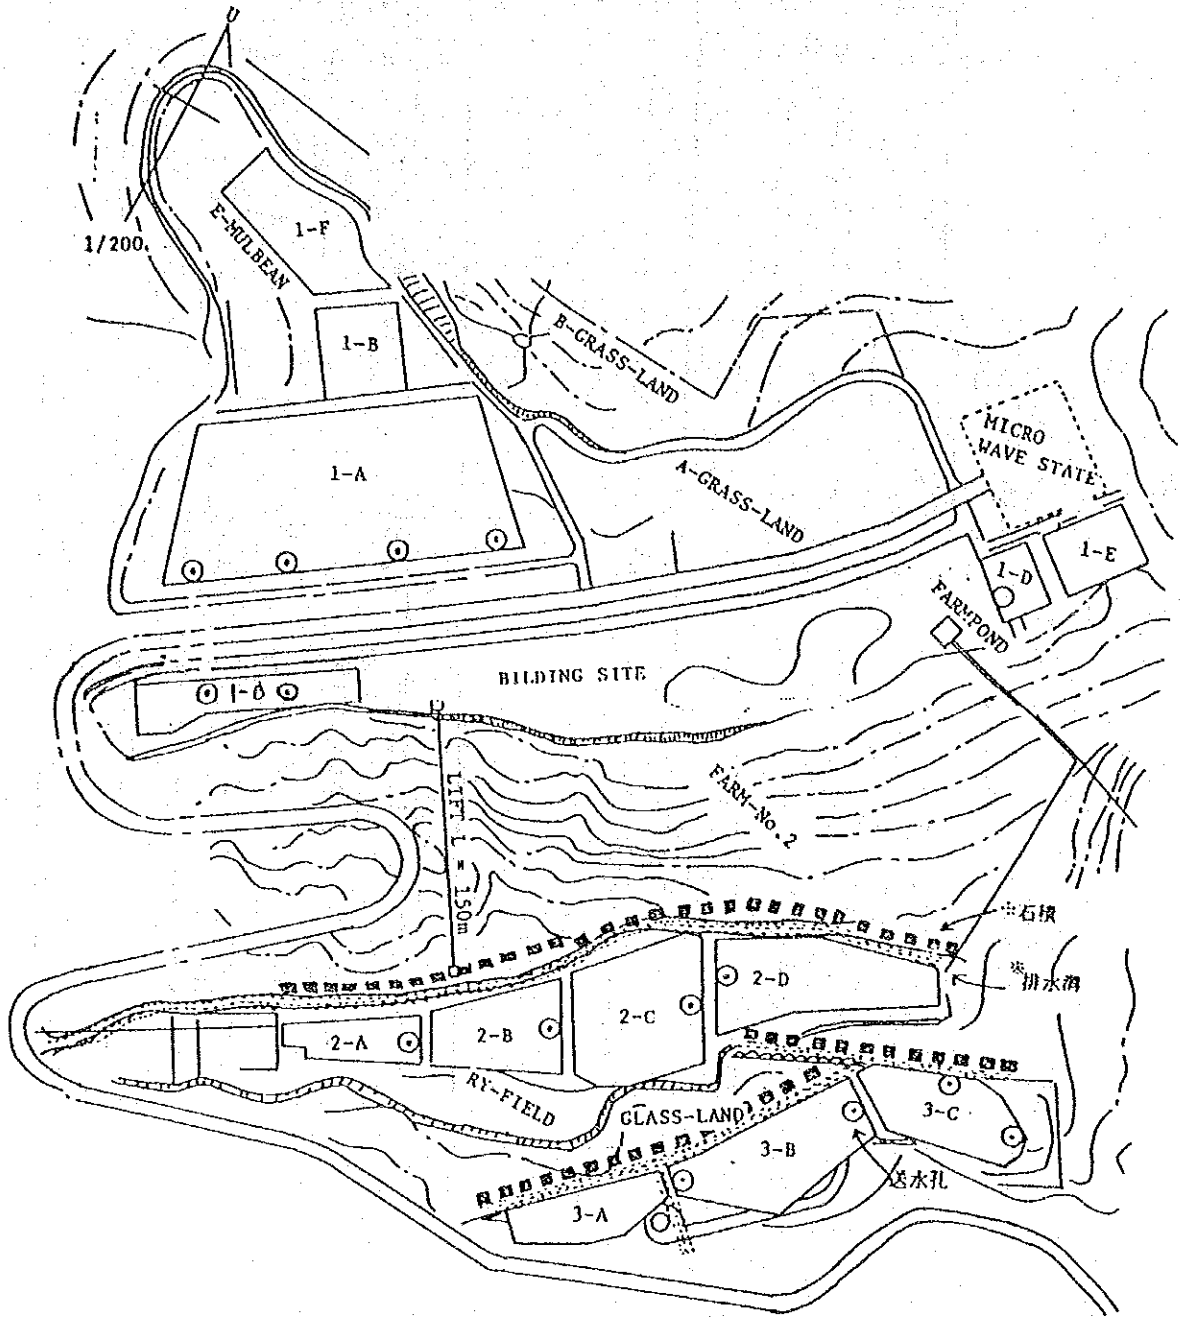 U
1/200.
E-MULBEAN
1-F
1-B
B-GRASS-LAND
1-A
A-GRASS-LAND
MICRO
WAVE STATE
1-E
1-D
FARMPOND
BILDING SITE
LIFT L = 150m
FARM-No.2
※石積
※排水溝
2-A
2-B
2-C
2-D
RY-FIELD
GLASS-LAND
3-A
3-B
3-C
送水孔